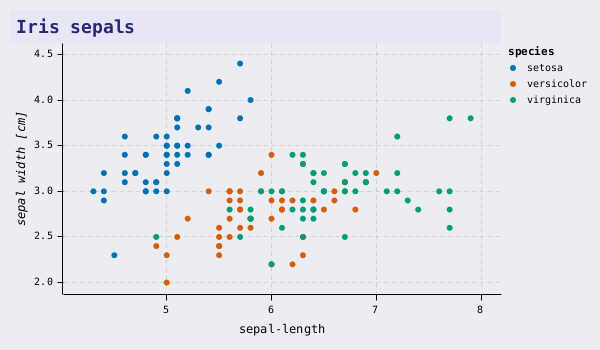 Iris sepals
species
setosa
versicolor
virginica
sepal width [cm]
4.5
4.0
3.5
3.0
2.5
2.0
5 6 7 8
sepal-length